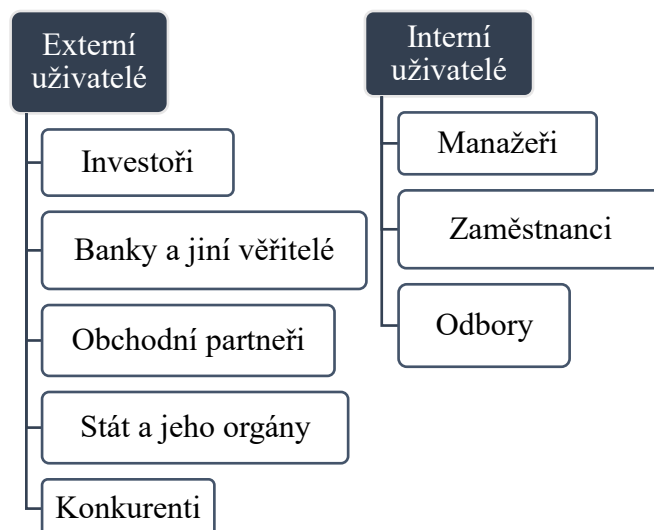 Externí
uživatelé
Investoři
Banky a jiní věřitelé
Obchodní partneři
Stát a jeho orgány
Konkurenti
Interní
uživatelé
Manažeři
Zaměstnanci
Odbory